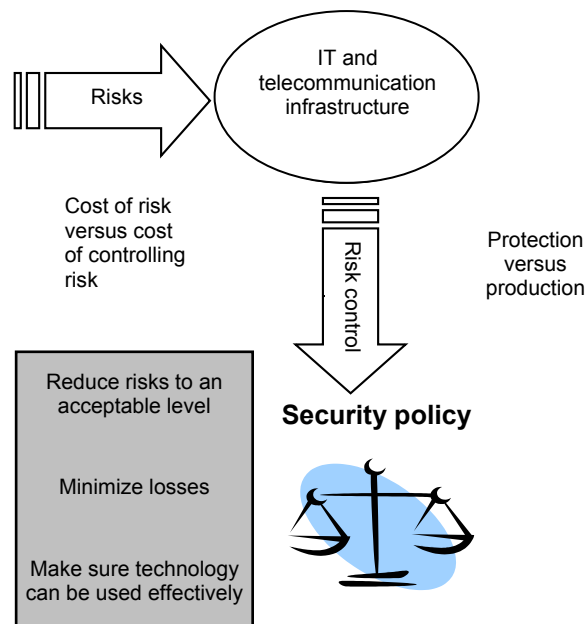 Risks
IT and
telecommunication
infrastructure
Cost of risk
versus cost
of controlling
risk
Risk control
Protection
versus
production
Reduce risks to an
acceptable level
Minimize losses
Make sure technology
can be used effectively
Security policy